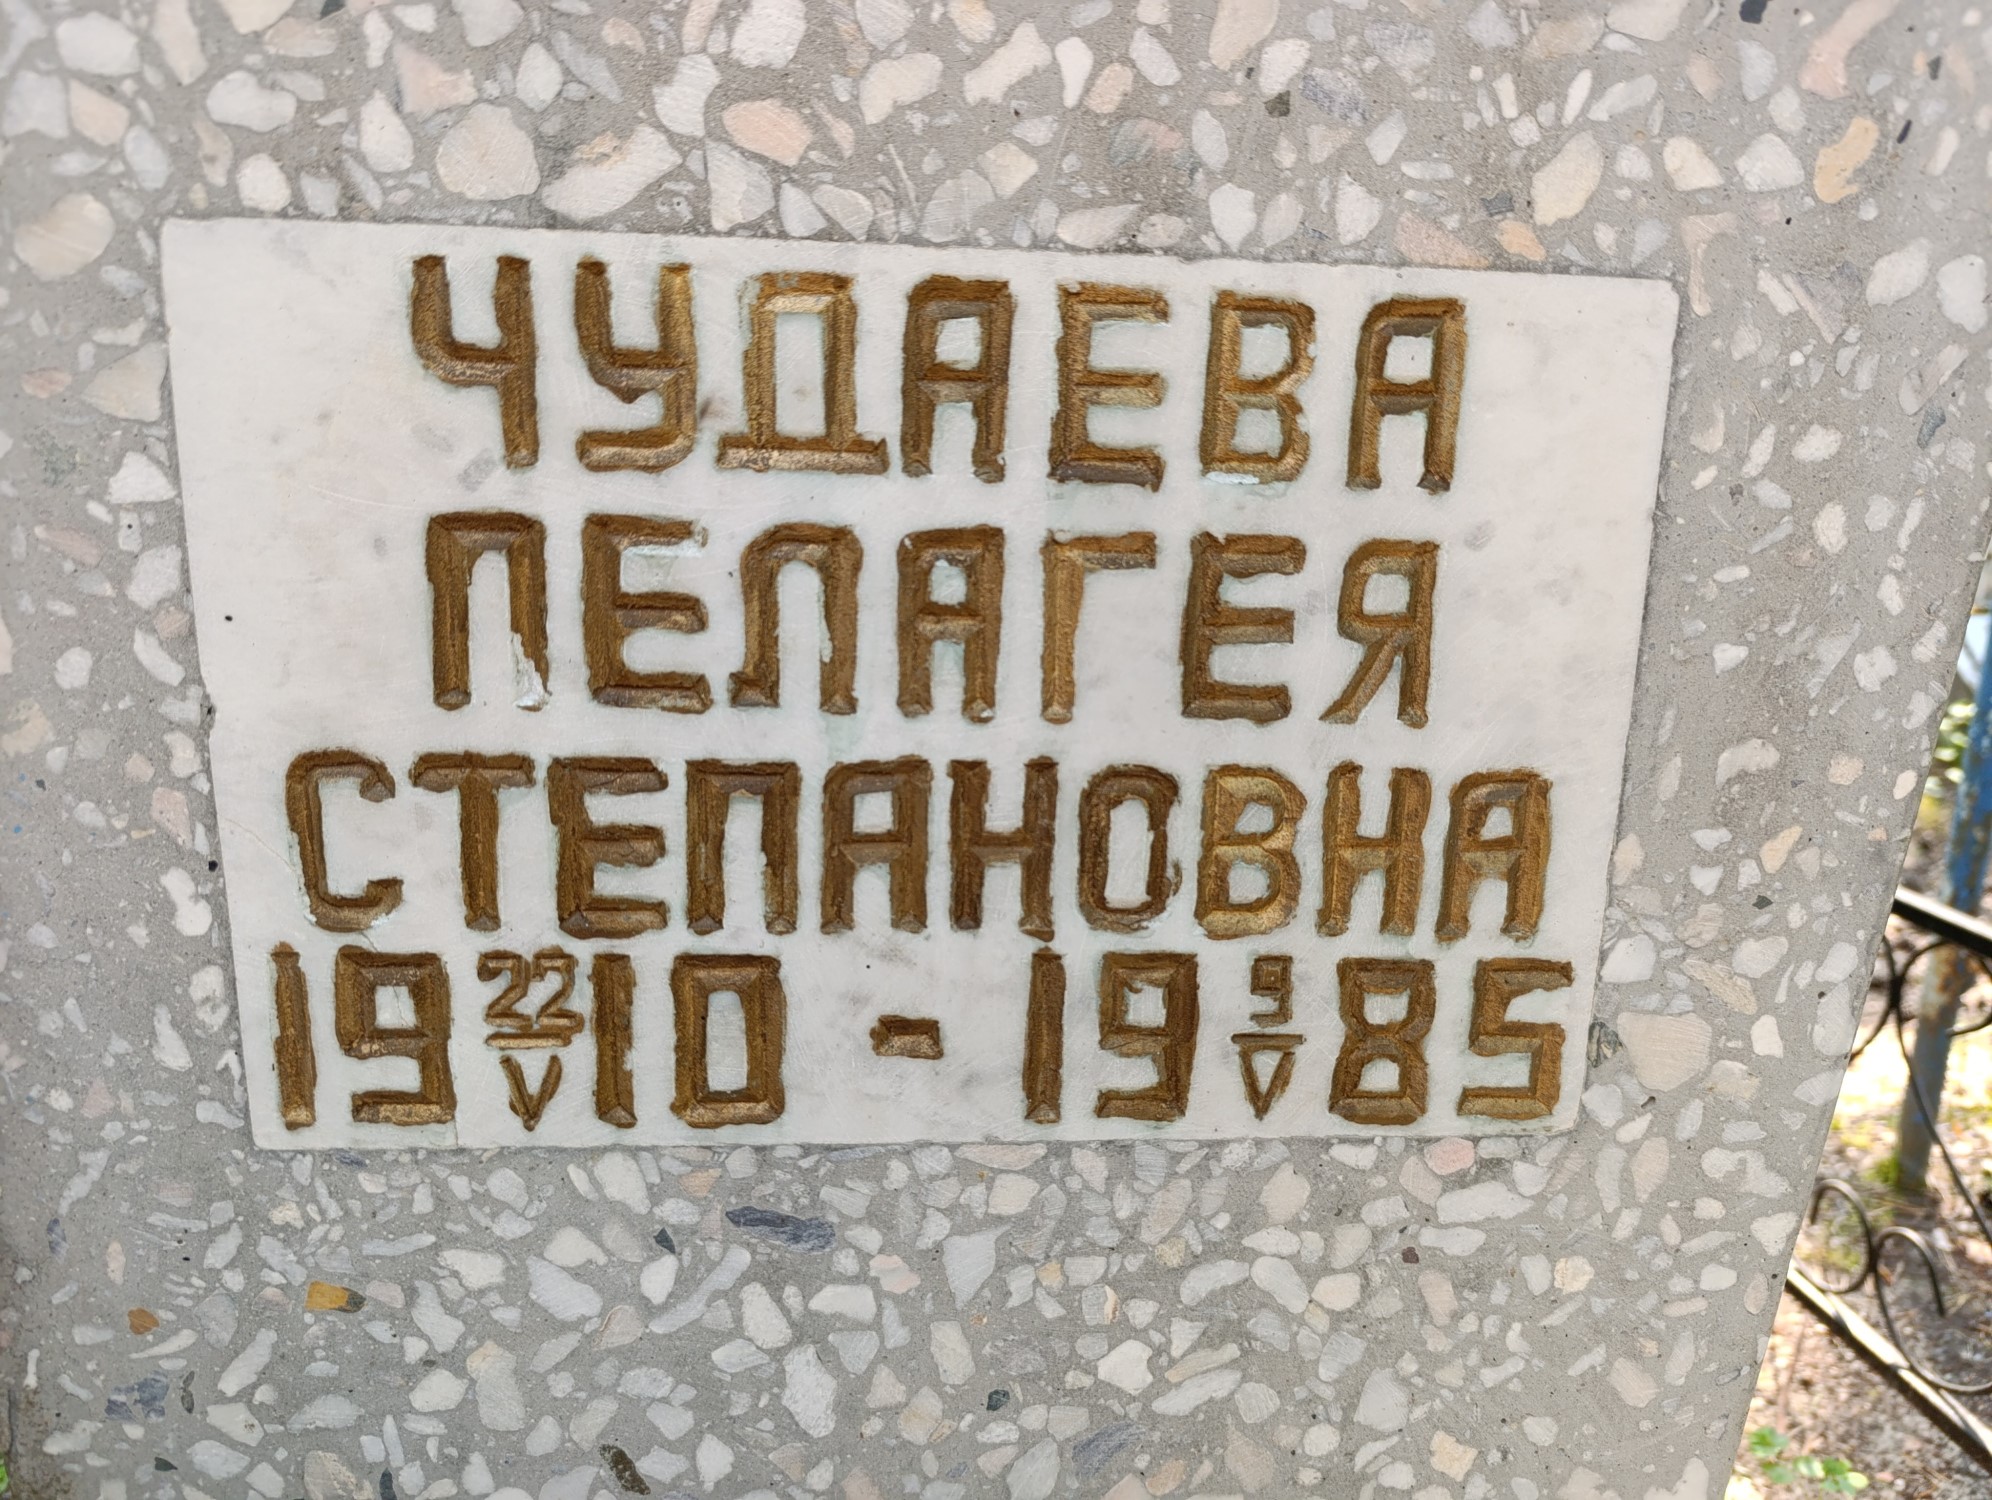 ЧУДАЕВА
ПЕЛАГЕЯ
СТЕПАНОВНА
19 22/V 10 - 19 9/V 85